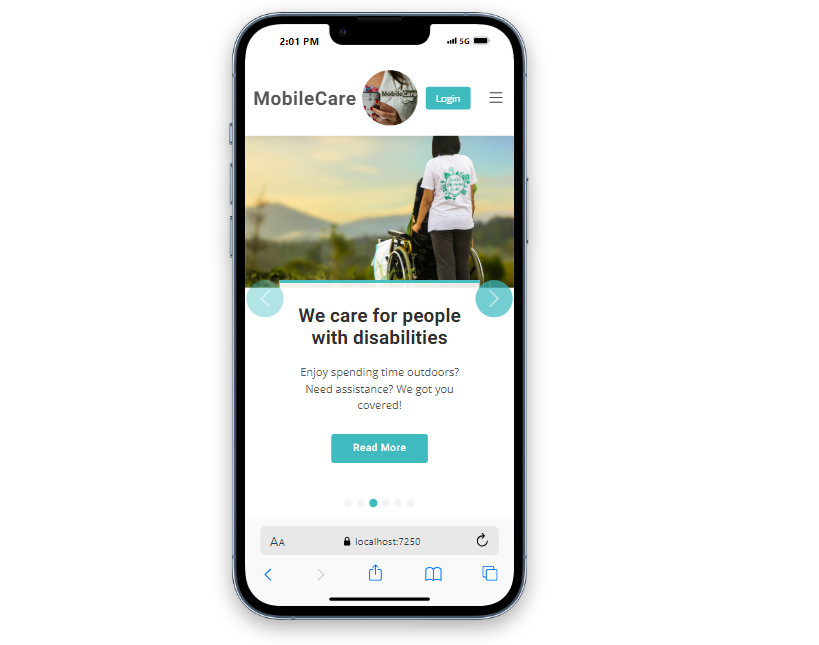 2:01 PM
5G
MobileCare
MobileCare
Login
We care for people
with disabilities
Enjoy spending time outdoors?
Need assistance? We got you
covered!
Read More
AA
localhost:7250